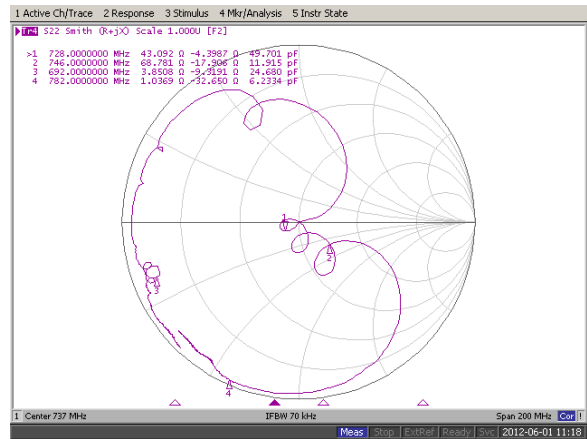 1 Active Ch/Trace 2 Response 3 Stimulus 4 Mkr/Analysis 5 Instr State
Tr4 S22 Smith (R+jX) Scale 1.000U [F2]
>1 728.0000000 MHz 43.092 Ω -4.3987 Ω 49.701 pF
2 746.0000000 MHz 68.781 Ω -17.906 Ω 11.915 pF
3 692.0000000 MHz 3.8508 Ω -9.3191 Ω 24.680 pF
4 782.0000000 MHz 1.0369 Ω -32.650 Ω 6.2334 pF
1
2
3
4
1 Center 737 MHz IFBW 70 kHz Span 200 MHz Cor !
Meas Stop ExtRef Ready Svc 2012-06-01 11:18